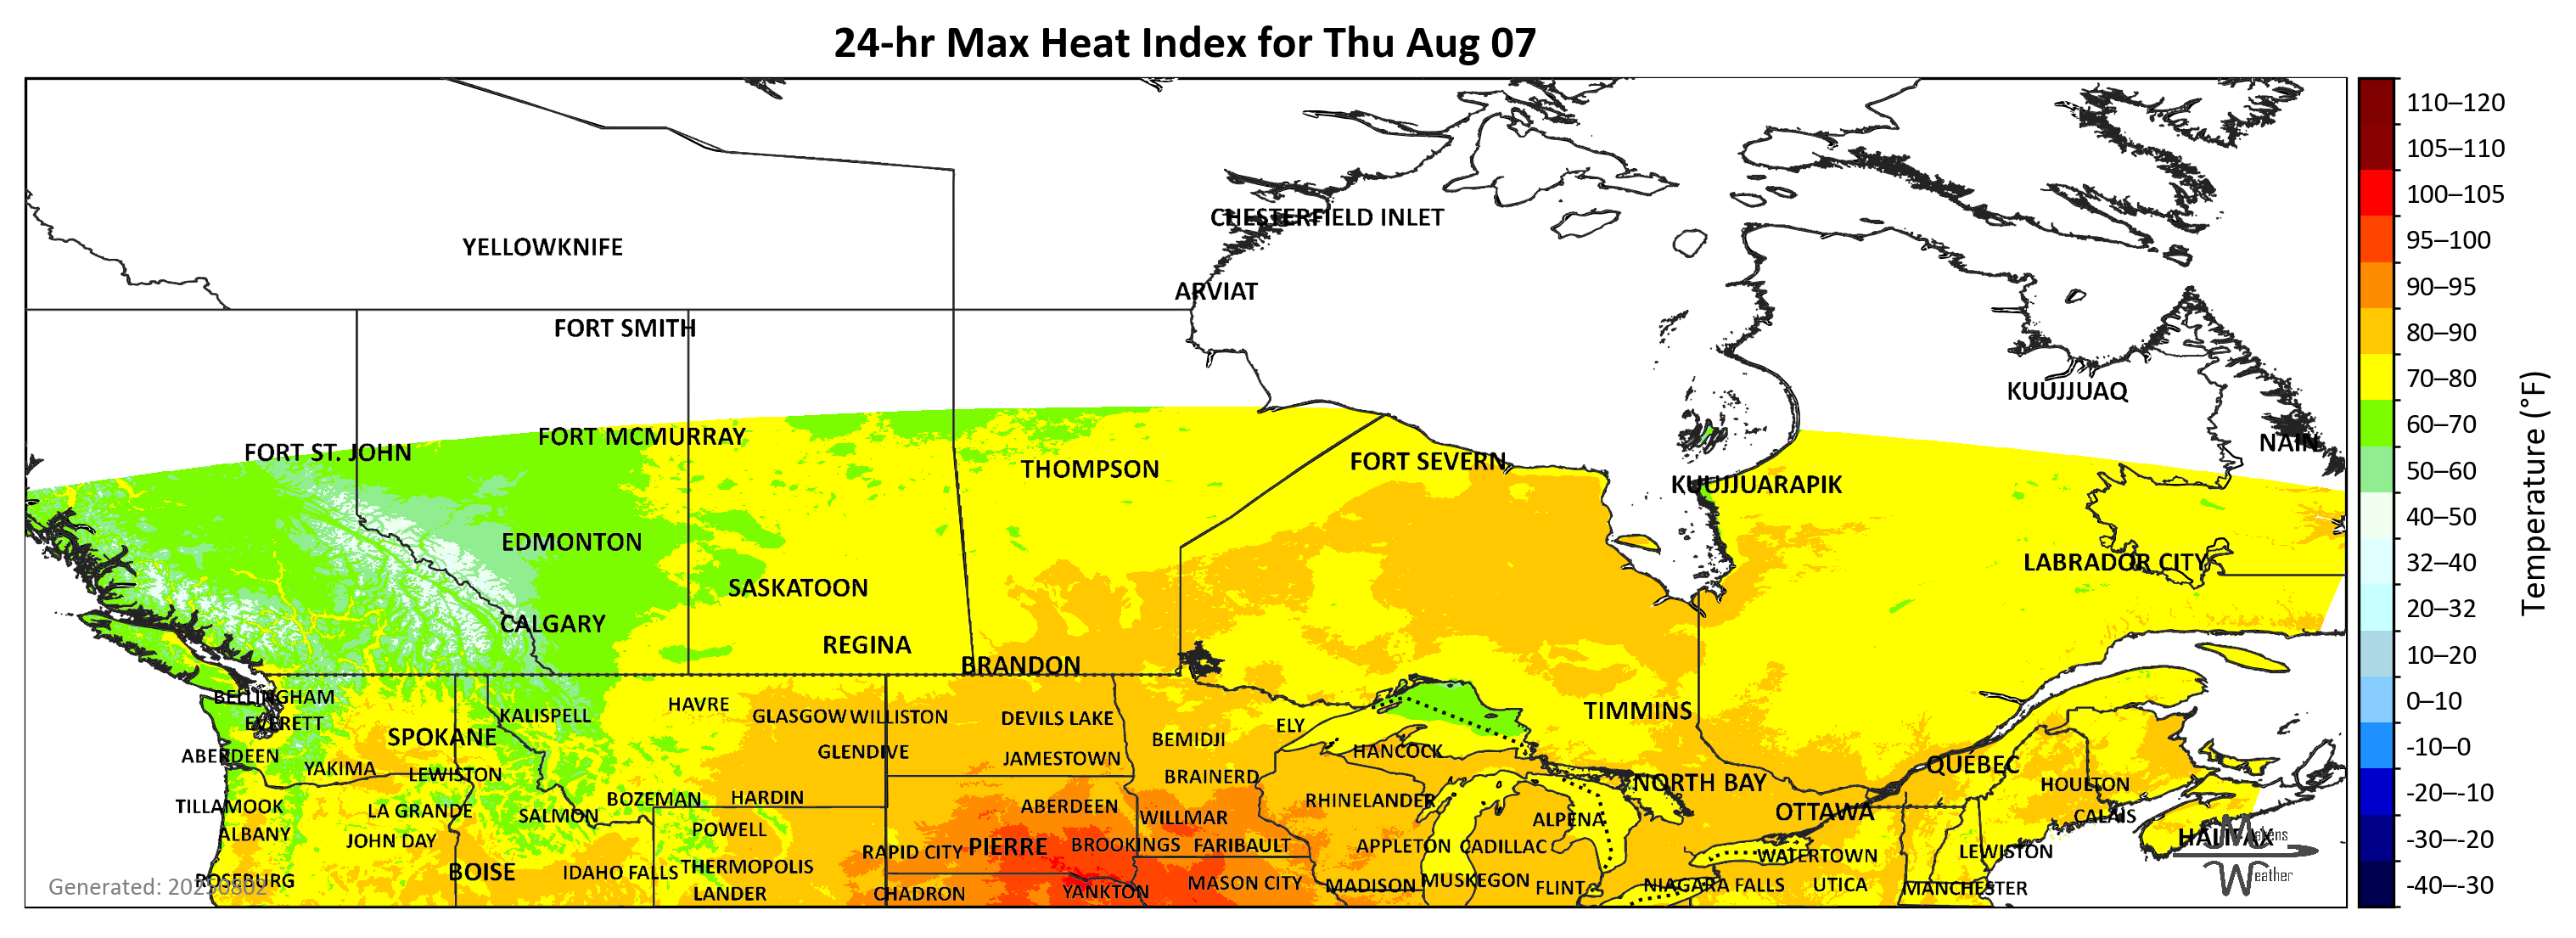 24-hr Max Heat Index for Thu Aug 07
CHESTERFIELD INLET
YELLOWKNIFE
ARVIAT
FORT SMITH
KUUJJUAQ
FORT MCMURRAY
NAIN
FORT ST. JOHN
FORT SEVERN
THOMPSON
KUUJJUARAPIK
EDMONTON
LABRADOR CITY
SASKATOON
CALGARY
REGINA
BRANDON
BELLINGHAM
HAVRE
TIMMINS
KALISPELL
GLASGOW
WILLISTON
DEVILS LAKE
EVERETT
ELY
SPOKANE
BEMIDJI
ABERDEEN
GLENDIVE
HANCOCK
JAMESTOWN
QUÉBEC
YAKIMA
LEWISTON
BRAINERD
NORTH BAY
HOULTON
BOZEMAN
HARDIN
RHINELANDER
TILLAMOOK
LA GRANDE
ABERDEEN
OTTAWA
SALMON
WILLMAR
CALAIS
ALPENA
ALBANY
POWELL
HALIFAX
JOHN DAY
PIERRE
BROOKINGS
FARIBAULT
APPLETON
CADILLAC
RAPID CITY
LEWISTON
WATERTOWN
BOISE
IDAHO FALLS
THERMOPOLIS
ROSEBURG
MASON CITY
MADISON
MUSKEGON
FLINT
NIAGARA FALLS
UTICA
MANCHESTER
LANDER
CHADRON
YANKTON
Generated: 20250802
Matens
Weather
110–120
105–110
100–105
95–100
90–95
80–90
70–80
60–70
50–60
40–50
32–40
20–32
10–20
0–10
-10–0
-20–-10
-30–-20
-40–-30
Temperature (°F)